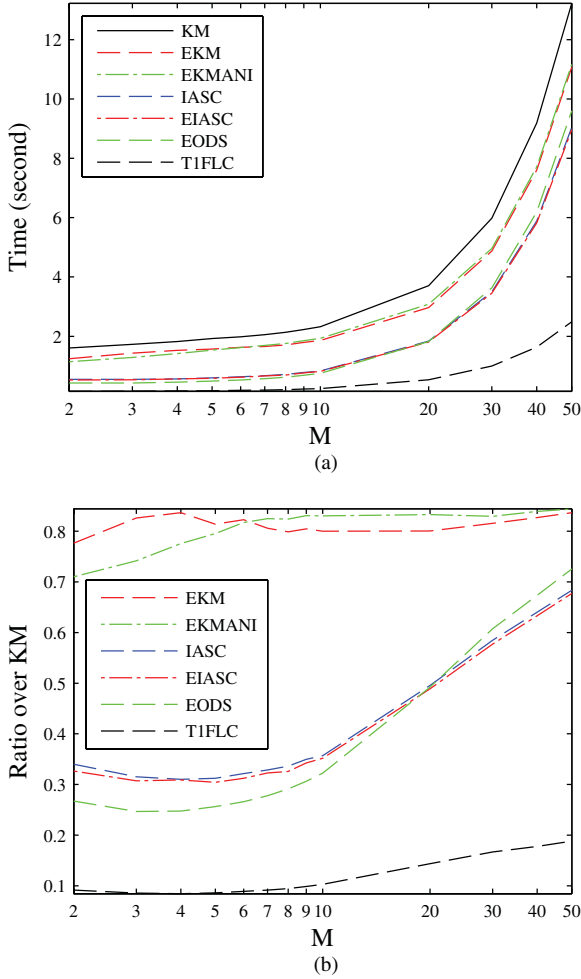 12
10
8
6
4
2
Time (second)
KM
EKM
EKMANI
IASC
EIASC
EODS
T1FLC
2 3 4 5 6 7 8 9 10 20 30 40 50
M
(a)
0.8
0.7
0.6
0.5
0.4
0.3
0.2
0.1
Ratio over KM
EKM
EKMANI
IASC
EIASC
EODS
T1FLC
2 3 4 5 6 7 8 9 10 20 30 40 50
M
(b)